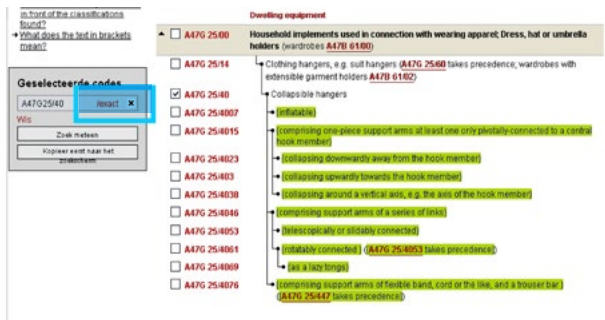 in front of the classifications
found?
What does the text in brackets
mean?
Geselecteerde codes
A47G25/40 /exact ×
Wis
Zoek meteen
Kopieer eerst naar het
zoekscherm
Dwelling equipment
A47G 25/00 Household implements used in connection with wearing apparel; Dress, hat or umbrella
holders (wardrobes A47B 61/00)
A47G 25/14 Clothing hangers, e.g. suit hangers (A47G 25/60 takes precedence; wardrobes with
extensible garment holders A47B 61/02)
A47G 25/40 Collapsible hangers
A47G 25/4007 (inflatable)
A47G 25/4015 (comprising one-piece support arms at least one only pivotally-connected to a central
hook member)
A47G 25/4023 (collapsing downwardly away from the hook member)
A47G 25/403 (collapsing upwardly towards the hook member)
A47G 25/4038 (collapsing around a vertical axis, e.g. the axis of the hook member)
A47G 25/4046 (comprising support arms of a series of links)
A47G 25/4053 (telescopically or slidably connected)
A47G 25/4061 (rotatably connected ) (A47G 25/4053 takes precedence)
A47G 25/4069 (as a lazy tongs)
A47G 25/4076 (comprising support arms of flexible band, cord or the like, and a trouser bar )
(A47G 25/447 takes precedence)